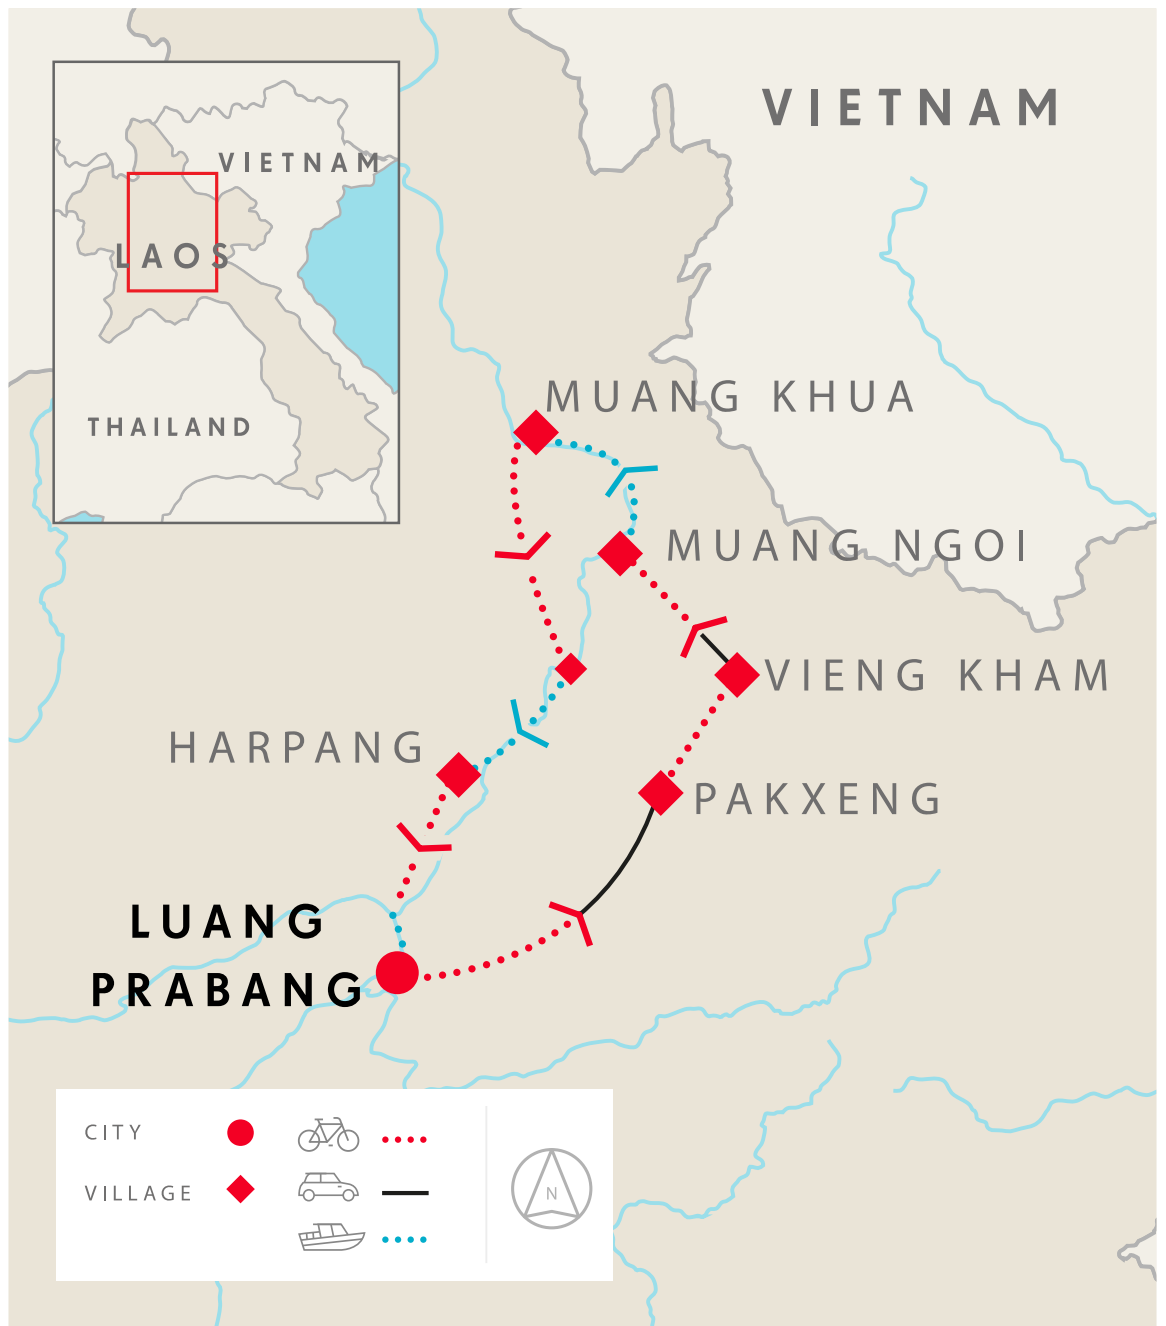 VIETNAM
VIETNAM
LAOS
THAILAND
MUANG KHUA
MUANG NGOI
VIENG KHAM
HARPANG
PAKXENG
LUANG
PRABANG
CITY
VILLAGE
N